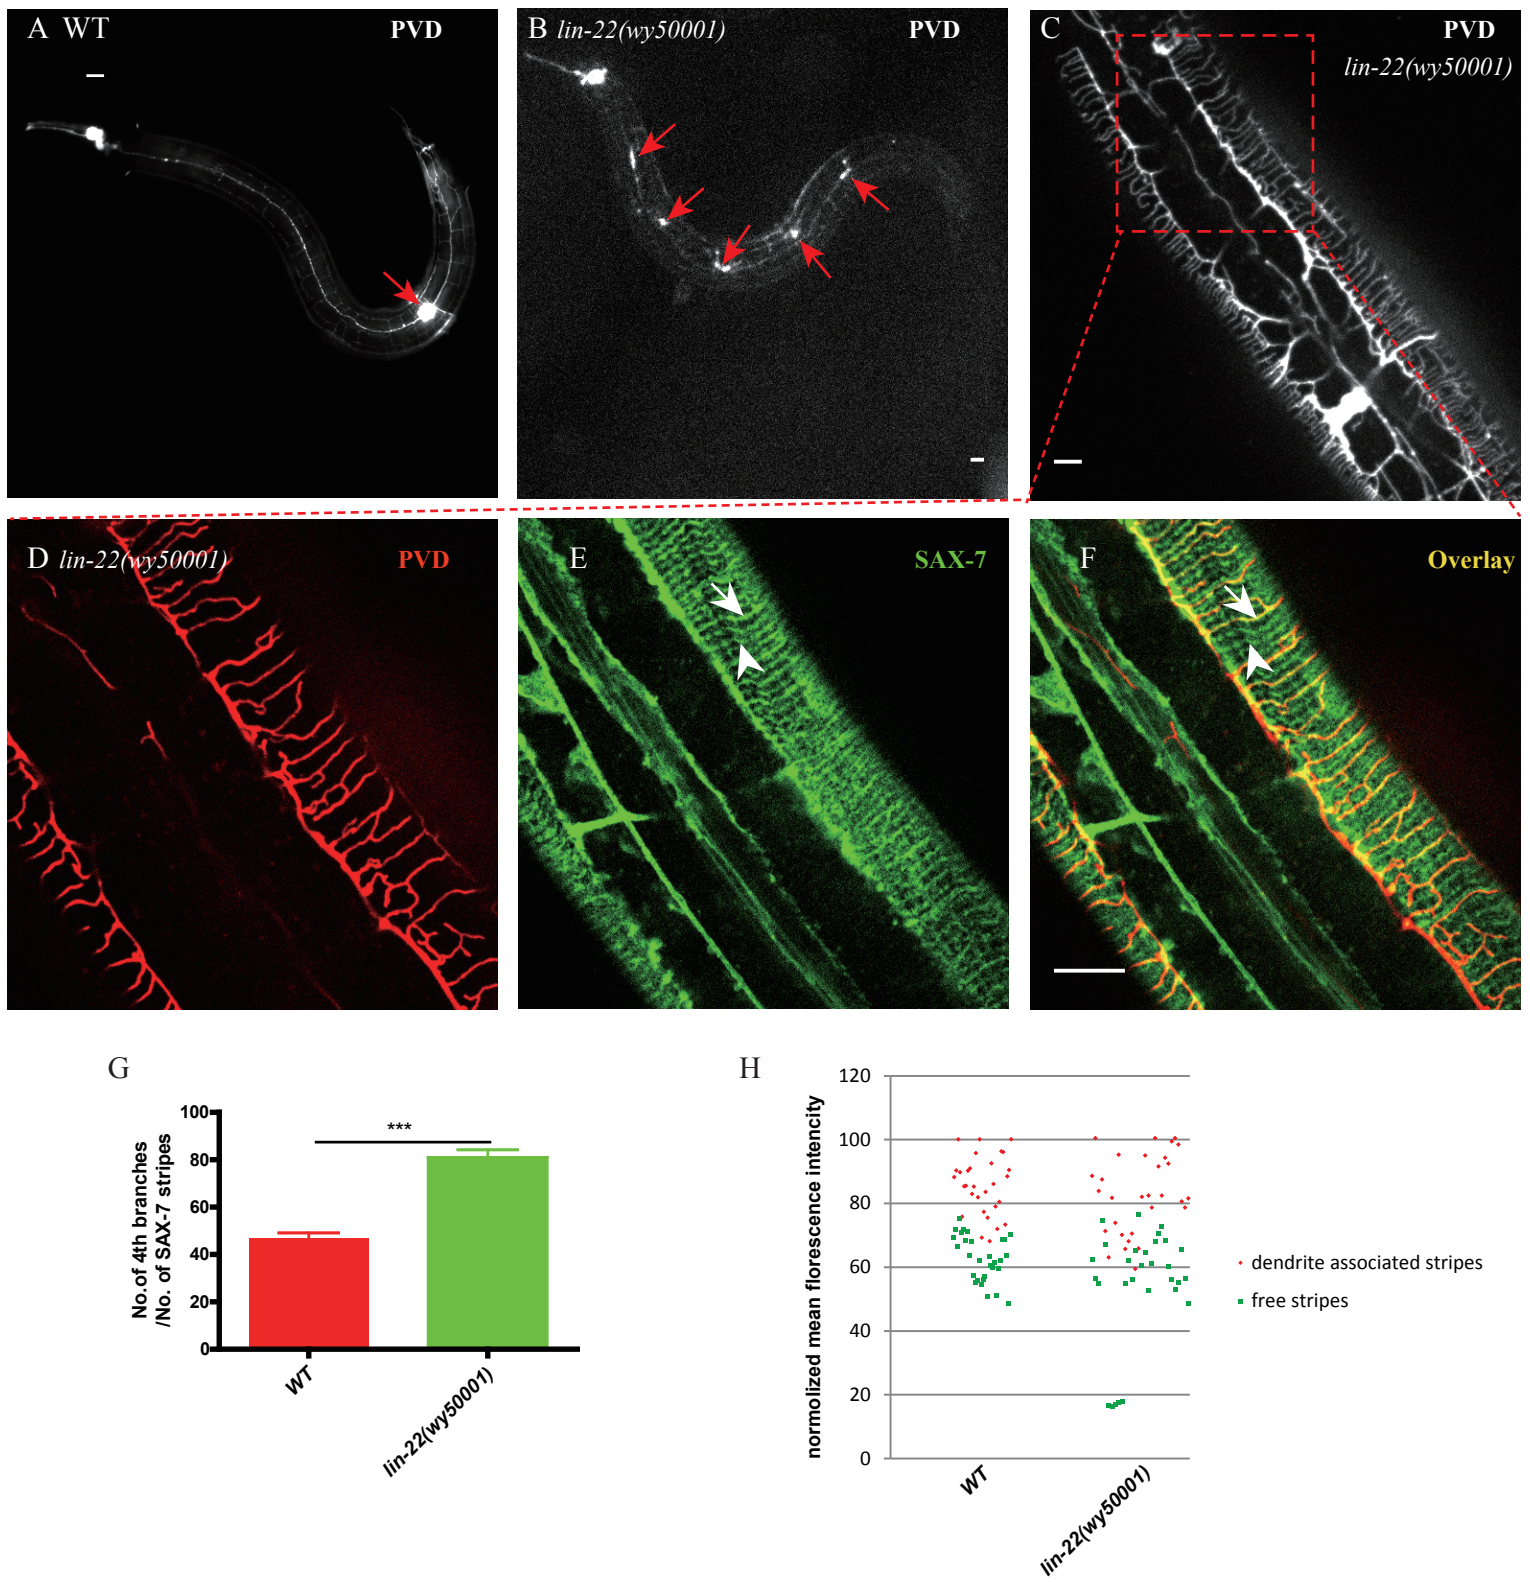 A WT PVD
B lin-22(wy50001) PVD
C PVD
lin-22(wy50001)
D lin-22(wy50001) PVD
E SAX-7
F Overlay
G
No.of 4th branches
/No. of SAX-7 stripes
100
80
60
40
20
0
***
WT
lin-22(wy50001)
H
normolized mean florescence intencity
120
100
80
60
40
20
0
WT
lin-22(wy50001)
dendrite associated stripes
free stripes